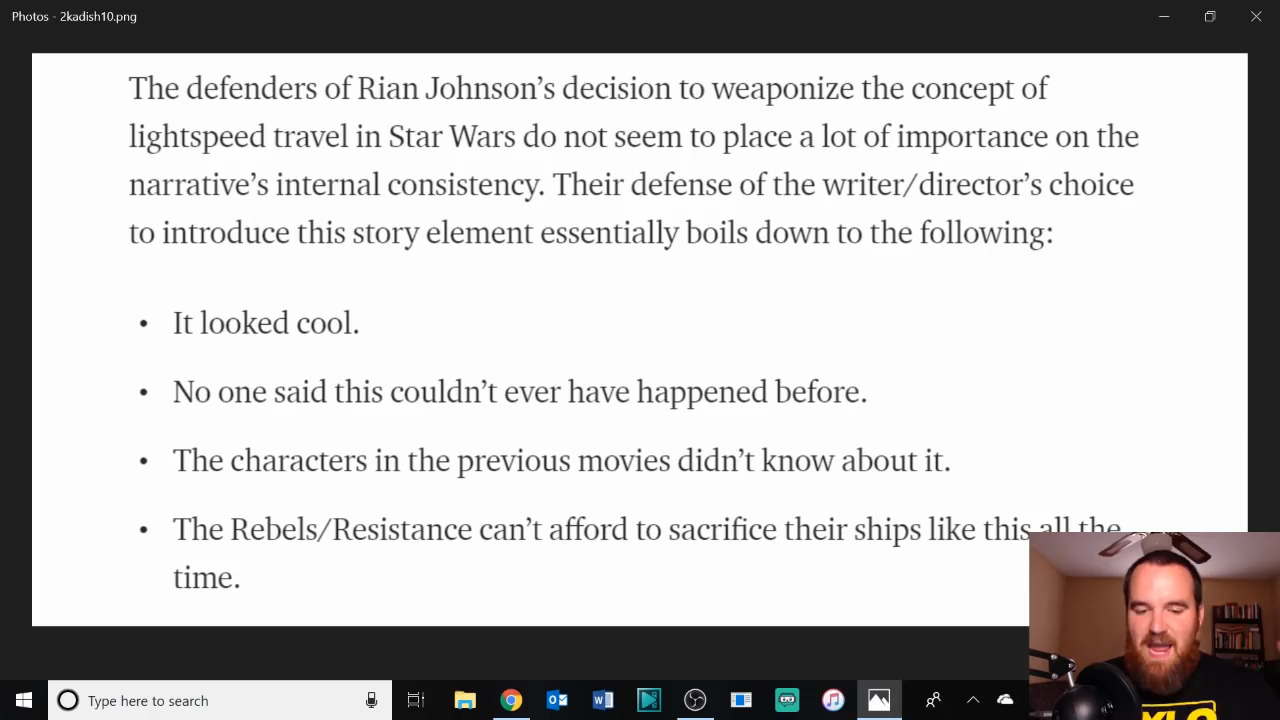 Photos - 2kadish10.png
The defenders of Rian Johnson’s decision to weaponize the concept of
lightspeed travel in Star Wars do not seem to place a lot of importance on the
narrative’s internal consistency. Their defense of the writer/director’s choice
to introduce this story element essentially boils down to the following:
• It looked cool.
• No one said this couldn’t ever have happened before.
• The characters in the previous movies didn’t know about it.
• The Rebels/Resistance can’t afford to sacrifice their ships like this all the
time.
Type here to search